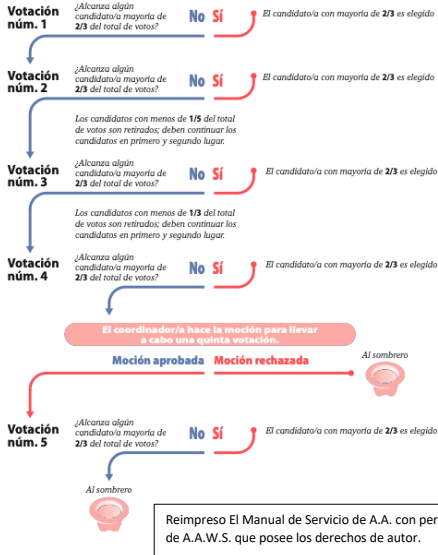 Votación
núm. 1
¿Alcanza algún
candidato/a mayoría de
2/3 del total de votos?
No Sí
El candidato/a con mayoría de 2/3 es elegido
Votación
núm. 2
¿Alcanza algún
candidato/a mayoría de
2/3 del total de votos?
No Sí
El candidato/a con mayoría de 2/3 es elegido
Los candidatos con menos de 1/5 del total
de votos son retirados; deben continuar los
candidatos en primero y segundo lugar.
Votación
núm. 3
¿Alcanza algún
candidato/a mayoría de
2/3 del total de votos?
No Sí
El candidato/a con mayoría de 2/3 es elegido
Los candidatos con menos de 1/3 del total
de votos son retirados; deben continuar los
candidatos en primero y segundo lugar.
Votación
núm. 4
¿Alcanza algún
candidato/a mayoría de
2/3 del total de votos?
No Sí
El candidato/a con mayoría de 2/3 es elegido
El coordinador/a hace la moción para llevar
a cabo una quinta votación.
Moción aprobada Moción rechazada
Al sombrero
Votación
núm. 5
¿Alcanza algún
candidato/a mayoría de
2/3 del total de votos?
No Sí
El candidato/a con mayoría de 2/3 es elegido
Al sombrero
Reimpreso El Manual de Servicio de A.A. con per
de A.A.W.S. que posee los derechos de autor.